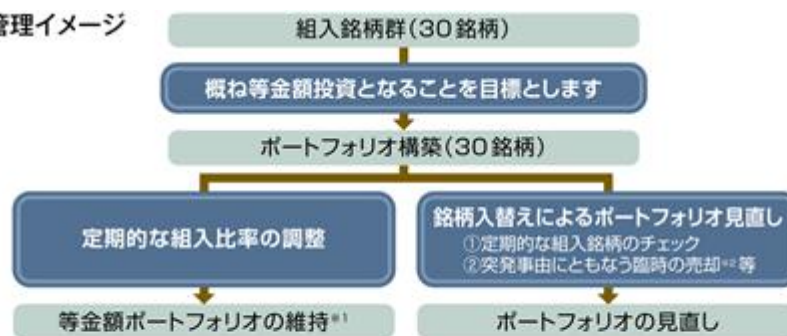 管理イメージ
組入銘柄群(30銘柄)
概ね等金額投資となることを目標とします
ポートフォリオ構築(30銘柄)
定期的な組入比率の調整
銘柄入替えによるポートフォリオ見直し
①定期的な組入銘柄のチェック
②突発事由にともなう臨時の売却※2等
等金額ポートフォリオの維持※1
ポートフォリオの見直し